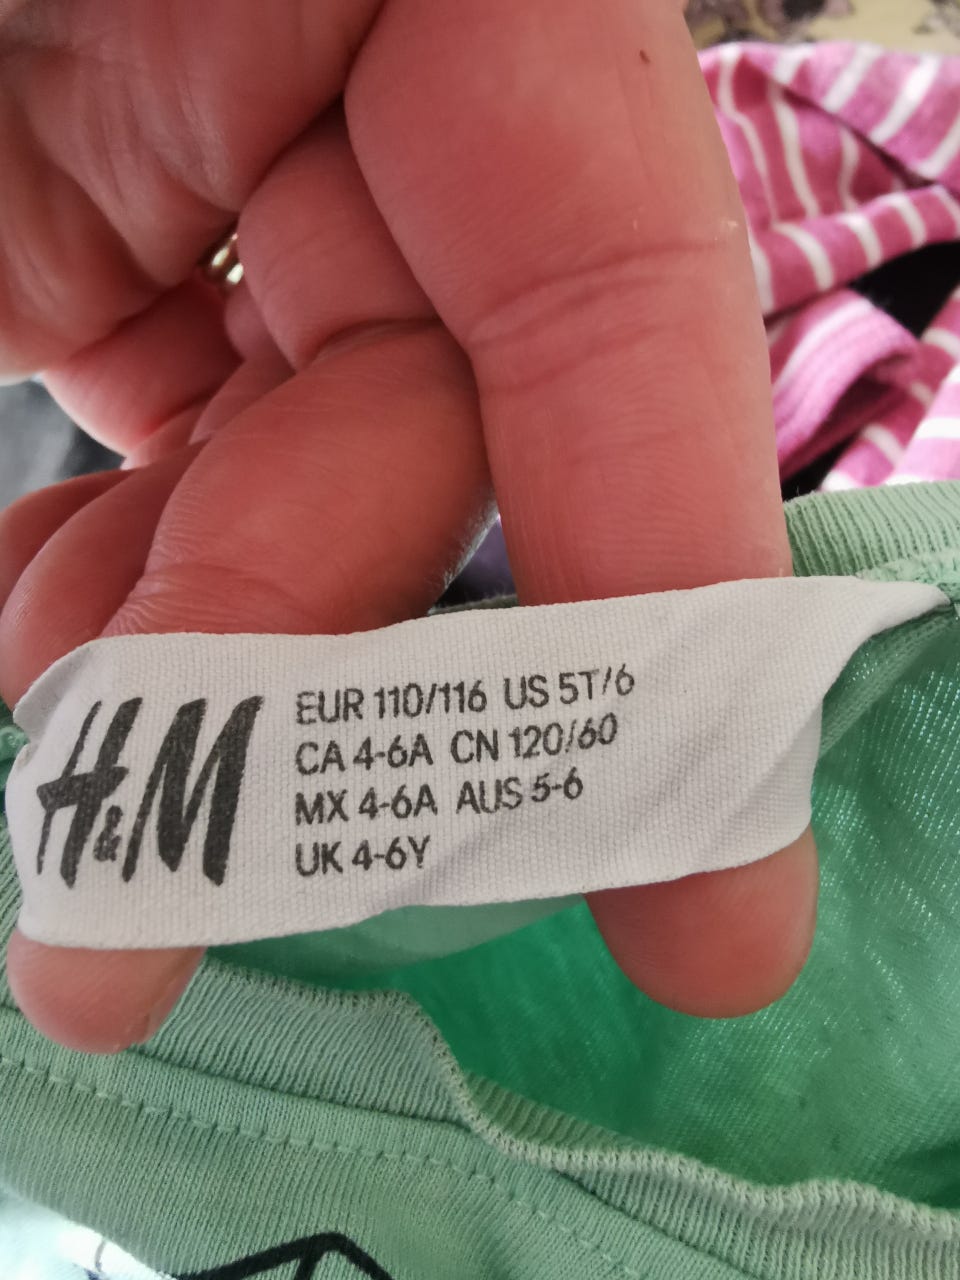 H&M
EUR 110/116 US 5T/6
CA 4-6A CN 120/60
MX 4-6A AUS 5-6
UK 4-6Y